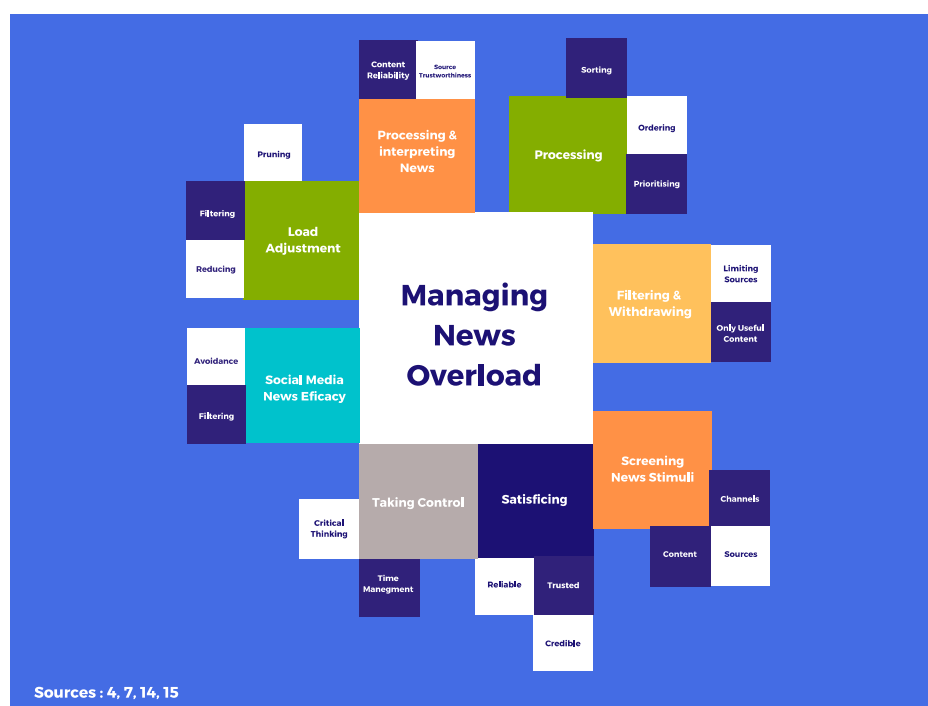 Content
Reliability
Source
Trustworthiness
Sorting
Processing &
interpreting
News
Processing
Ordering
Prioritising
Pruning
Filtering
Reducing
Load
Adjustment
Managing
News
Overload
Filtering &
Withdrawing
Limiting
Sources
Only Useful
Content
Avoidance
Filtering
Social Media
News Eficacy
Screening
News Stimuli
Channels
Content
Sources
Taking Control
Satisficing
Critical
Thinking
Time
Manegment
Reliable
Trusted
Credible
Sources : 4, 7, 14, 15